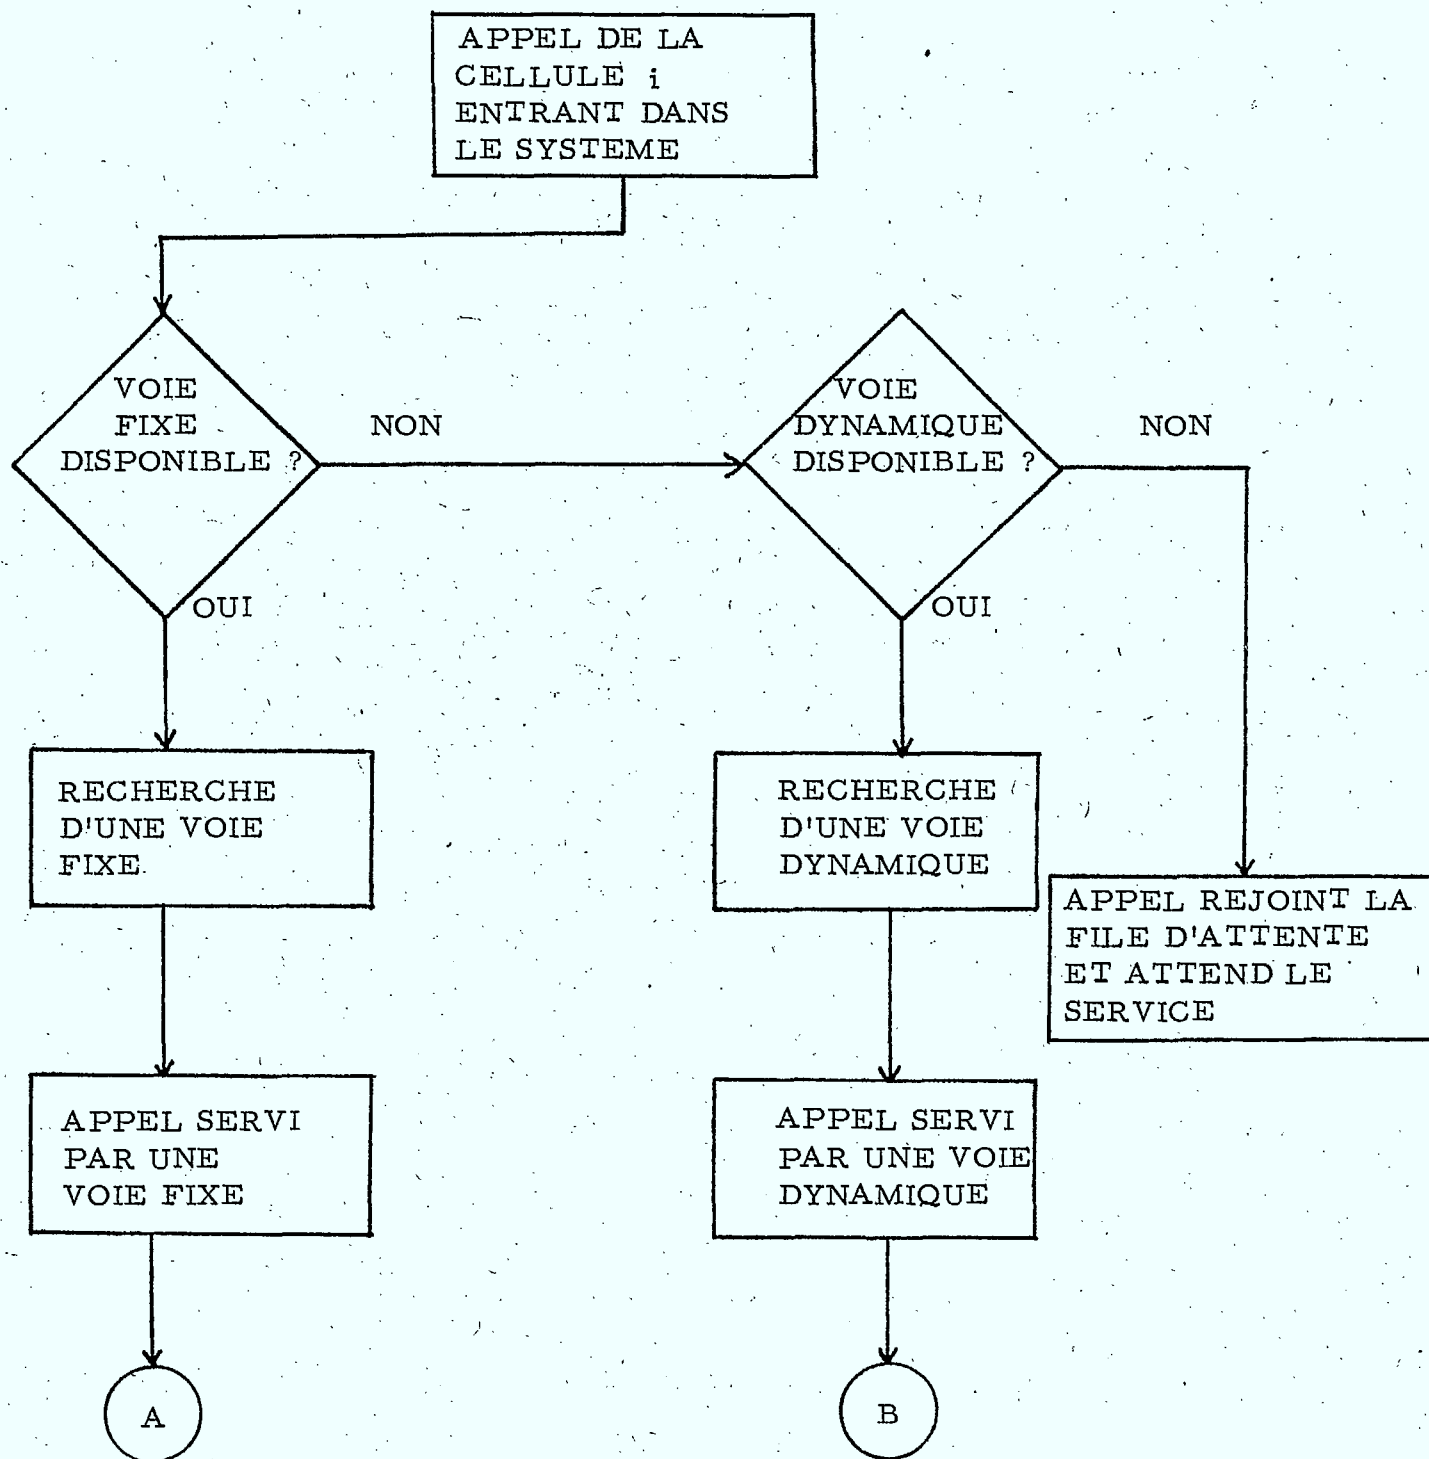 APPEL DE LA
CELLULE i
ENTRANT DANS
LE SYSTEME
VOIE
FIXE
DISPONIBLE ?
NON
VOIE
DYNAMIQUE
DISPONIBLE ?
NON
OUI
OUI
RECHERCHE
D'UNE VOIE
FIXE
RECHERCHE
D'UNE VOIE
DYNAMIQUE
APPEL REJOINT LA
FILE D'ATTENTE
ET ATTEND LE
SERVICE
APPEL SERVI
PAR UNE
VOIE FIXE
APPEL SERVI
PAR UNE VOIE
DYNAMIQUE
A
B